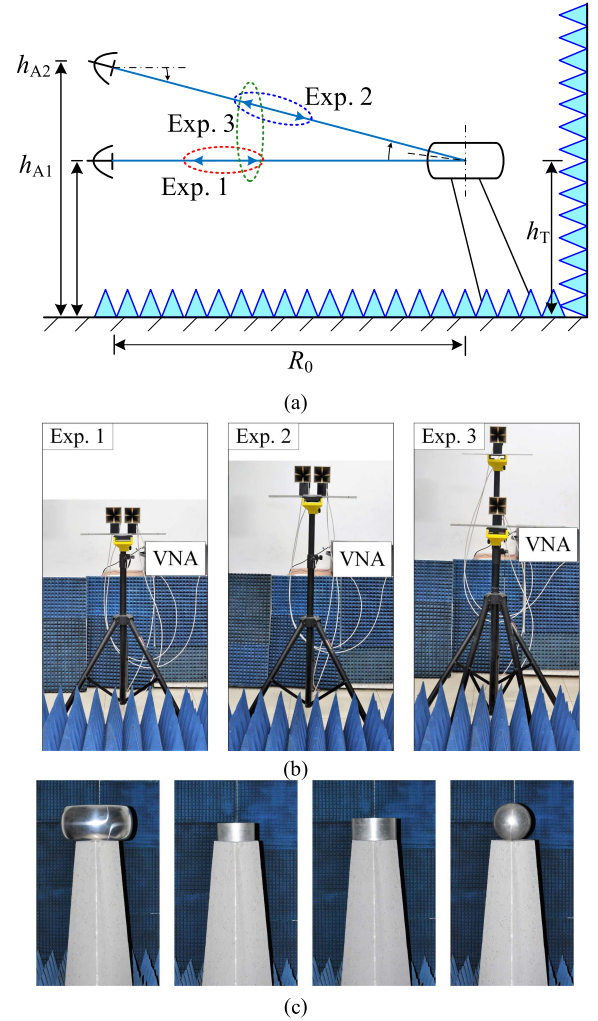 hA2
Exp. 2
Exp. 3
hA1
Exp. 1
hT
R0
(a)
Exp. 1
Exp. 2
Exp. 3
VNA
VNA
VNA
(b)
(c)